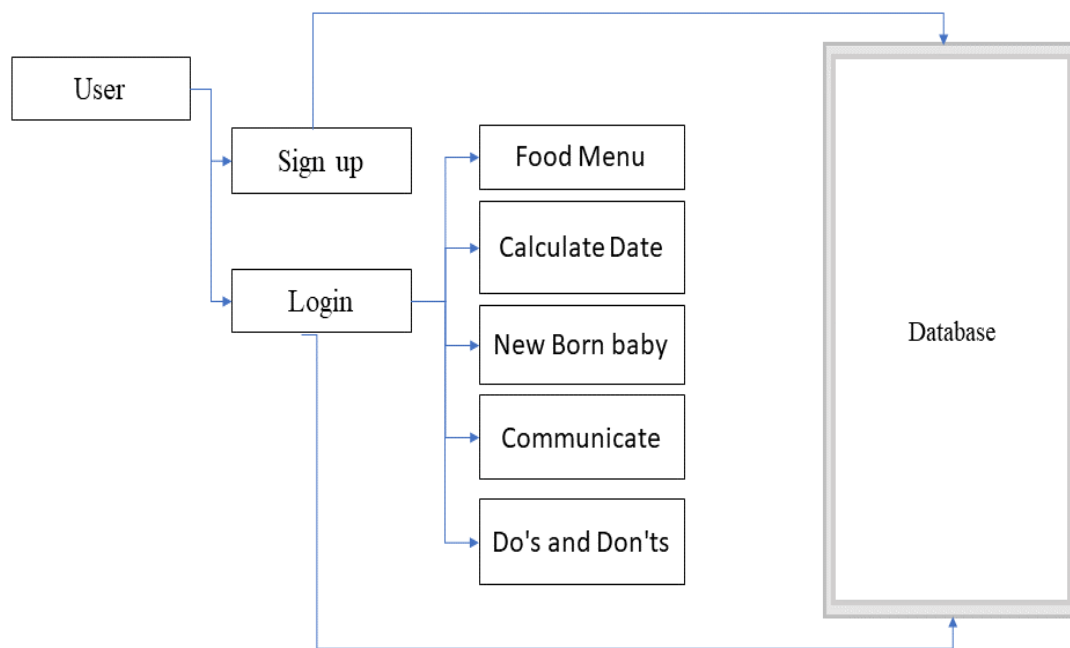 User
Sign up
Login
Food Menu
Calculate Date
New Born baby
Communicate
Do's and Don'ts
Database